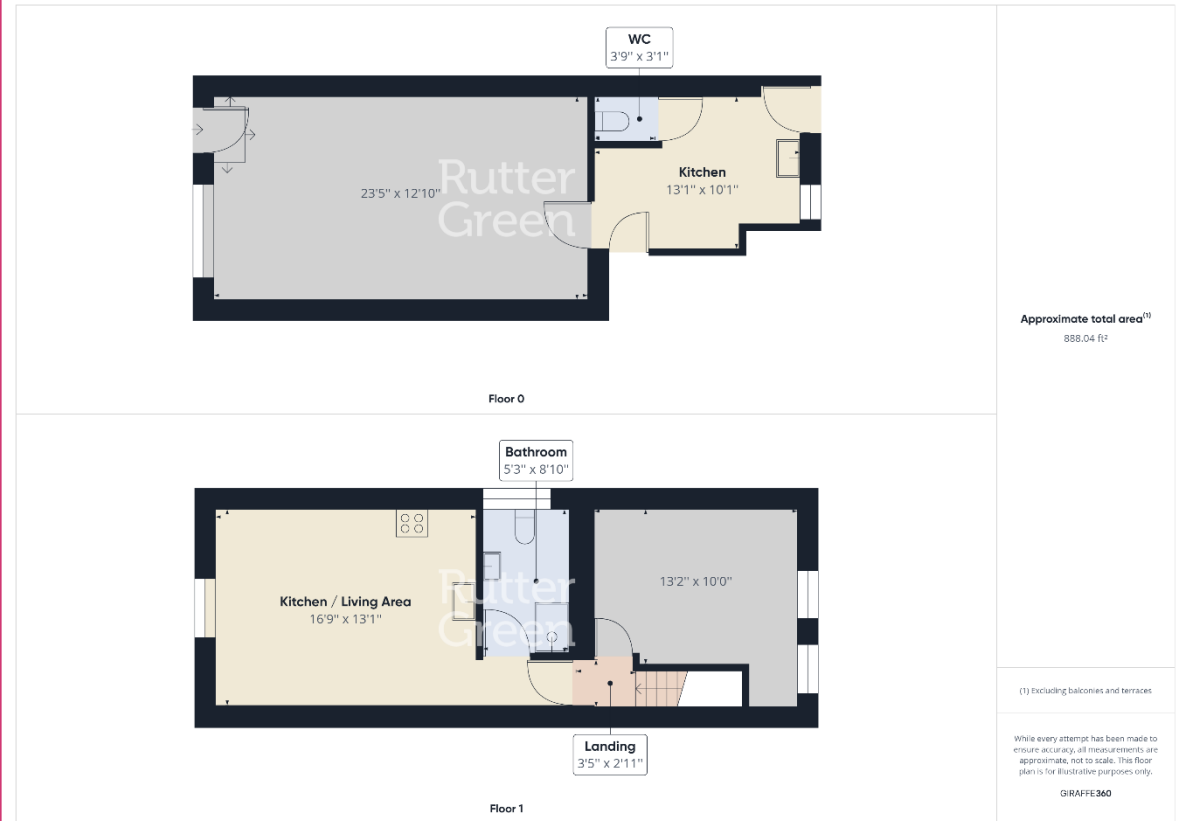 WC
3'9" x 3'1"
Rutter
Green
23'5" x 12'10"
Kitchen
13'1" x 10'1"
Floor 0
Approximate total area(1)
888.04 ft²
Bathroom
5'3" x 8'10"
Kitchen / Living Area
16'9" x 13'1"
Rutter
Green
13'2" x 10'0"
Landing
3'5" x 2'11"
Floor 1
(1) Excluding balconies and terraces
While every attempt has been made to
ensure accuracy, all measurements are
approximate, not to scale. This floor
plan is for illustrative purposes only.
GIRAFFE360